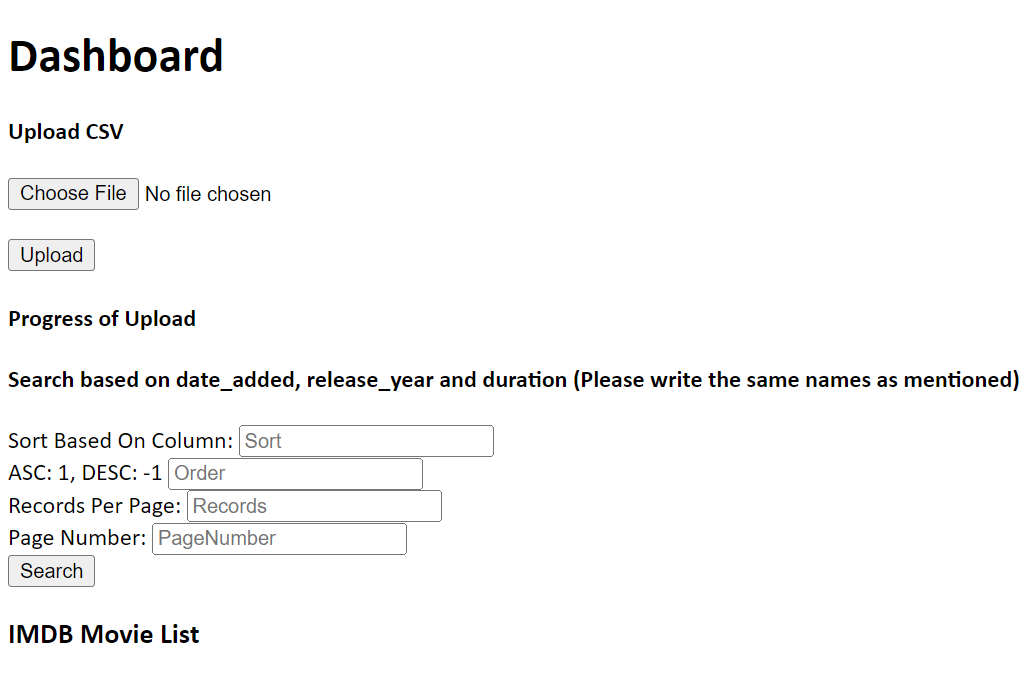 Dashboard
Upload CSV
Choose File No file chosen
Upload
Progress of Upload
Search based on date_added, release_year and duration (Please write the same names as mentioned)
Sort Based On Column: Sort
ASC: 1, DESC: -1 Order
Records Per Page: Records
Page Number: PageNumber
Search
IMDB Movie List